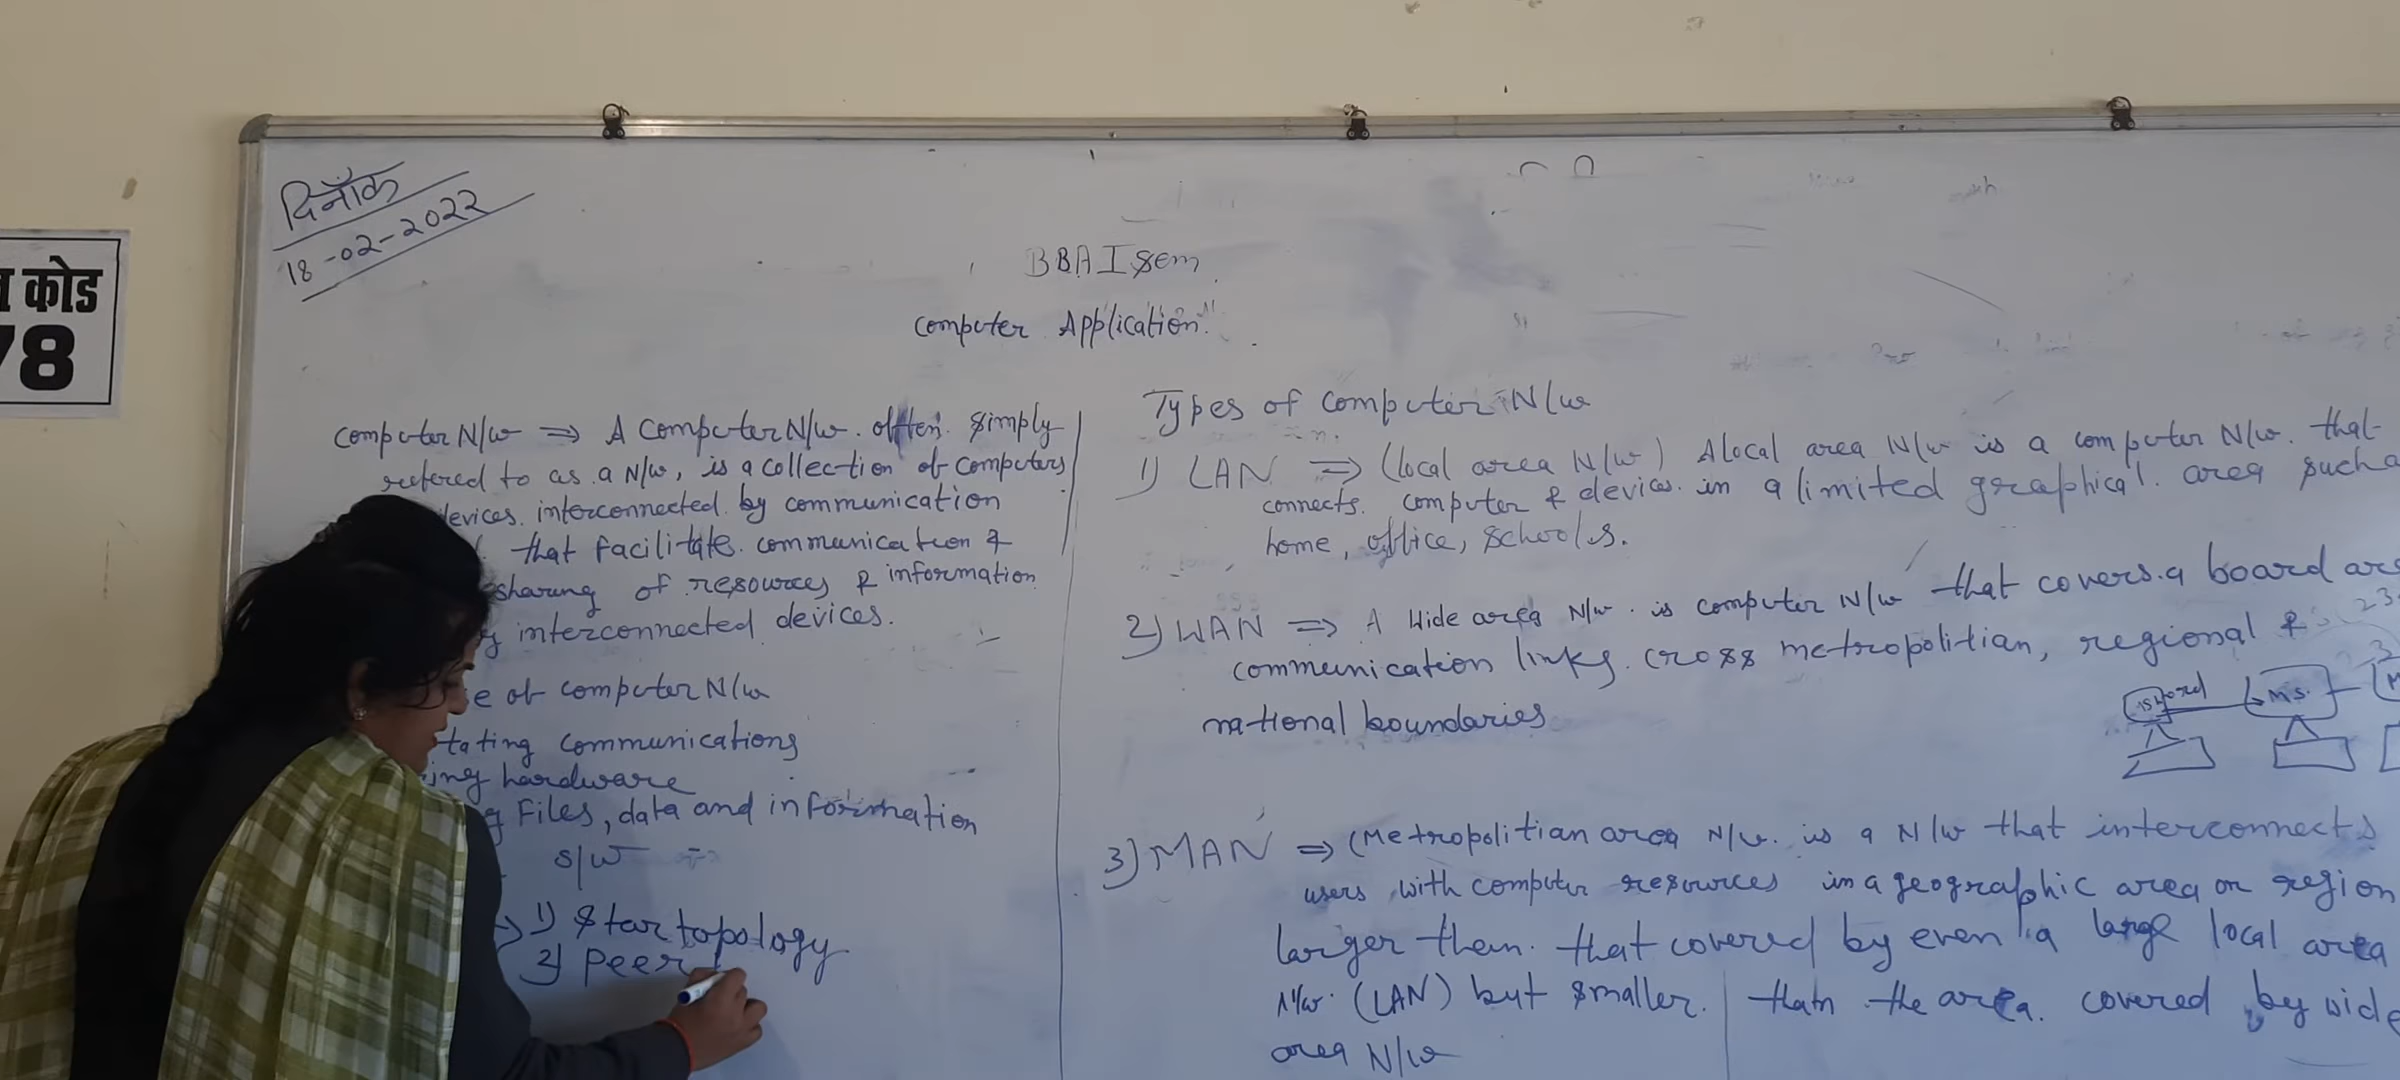 दिनाँक
18-02-2022
कोड
78
BBA I sem
computer Application
computer N/w ⇒ A computer N/w often simply
refered to as a N/w, is a collection of computers
devices interconnected by communication
that facilitates communication &
sharing of resources & information
interconnected devices.
of computer N/w
tating communications
ing hardware
g Files, data and information
s/w
1) Star topology
2) Peer
Types of computer N/w
1) LAN ⇒ (local area N/w) A local area N/w is a computer N/w that
connects computer & devices in a limited graphical area such a
home, office, schools.
2) WAN ⇒ A Wide area N/w is computer N/w that covers a board are
communication links cross metropolitian, regional &
national boundaries
M.S.
3) MAN ⇒ (Metropolitian area N/w. is a N/w that interconnects
users with computer resources in a geographic area or region
larger then that covered by even a large local area
N/w (LAN) but smaller than the area covered by wide
area N/w